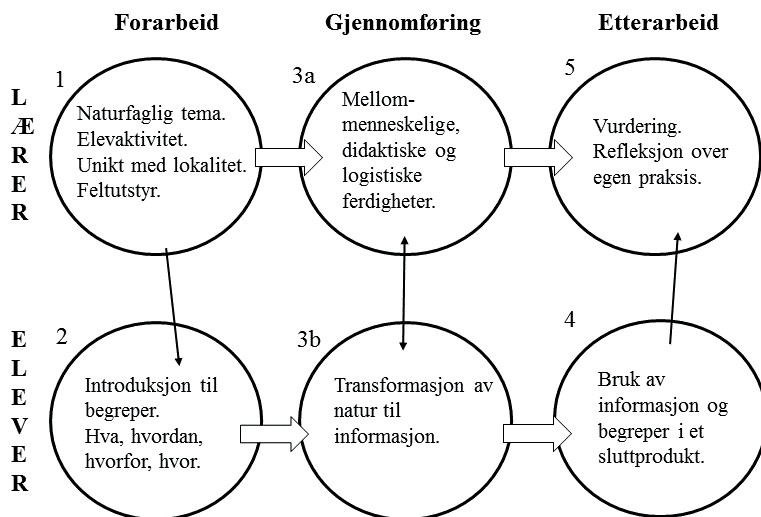 Forarbeid
Gjennomføring
Etterarbeid
L
Æ
R
E
R
1
Naturfaglig tema.
Elevaktivitet.
Unikt med lokalitet.
Feltutstyr.
3a
Mellom-
menneskelige,
didaktiske og
logistiske
ferdigheter.
5
Vurdering.
Refleksjon over
egen praksis.
E
L
E
V
E
R
2
Introduksjon til
begreper.
Hva, hvordan,
hvorfor, hvor.
3b
Transformasjon av
natur til
informasjon.
4
Bruk av
informasjon og
begreper i et
sluttprodukt.